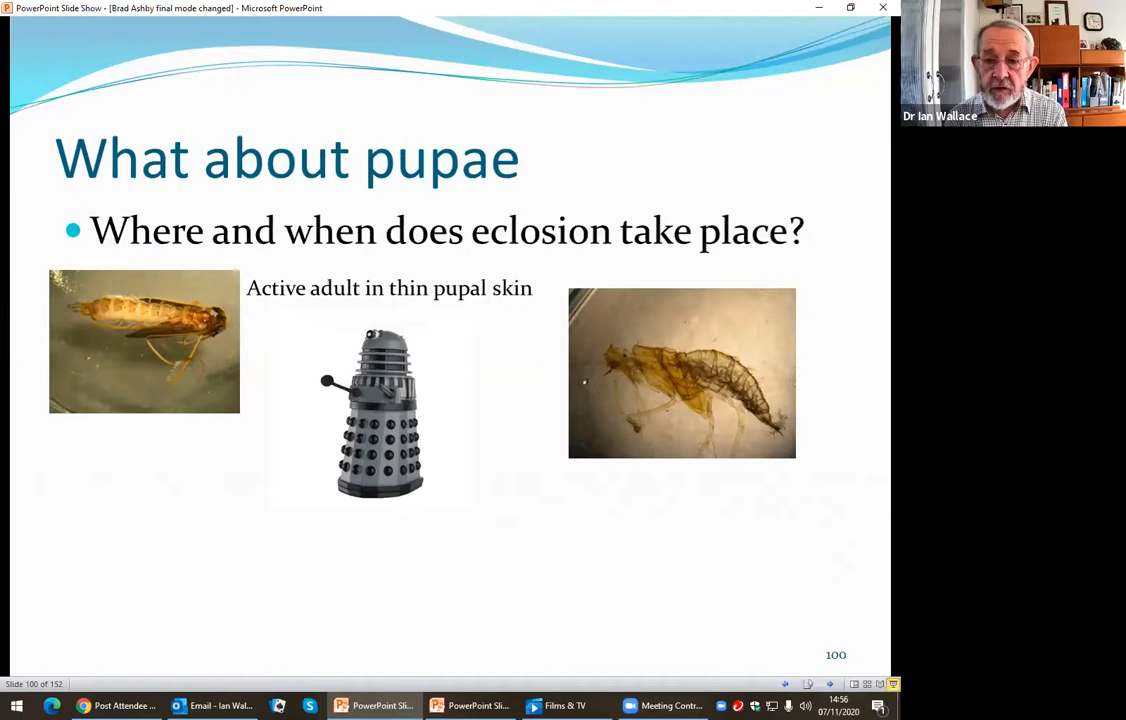 PowerPoint Slide Show - [Brad Ashby final mode changed] - Microsoft PowerPoint
Dr Ian Wallace
What about pupae
Where and when does eclosion take place?
Active adult in thin pupal skin
100
Slide 100 of 152
Post Attendee ...
Email - Ian Wal...
PowerPoint Sli...
PowerPoint Sli...
Films & TV
Meeting Contr...
14:56
07/11/2020